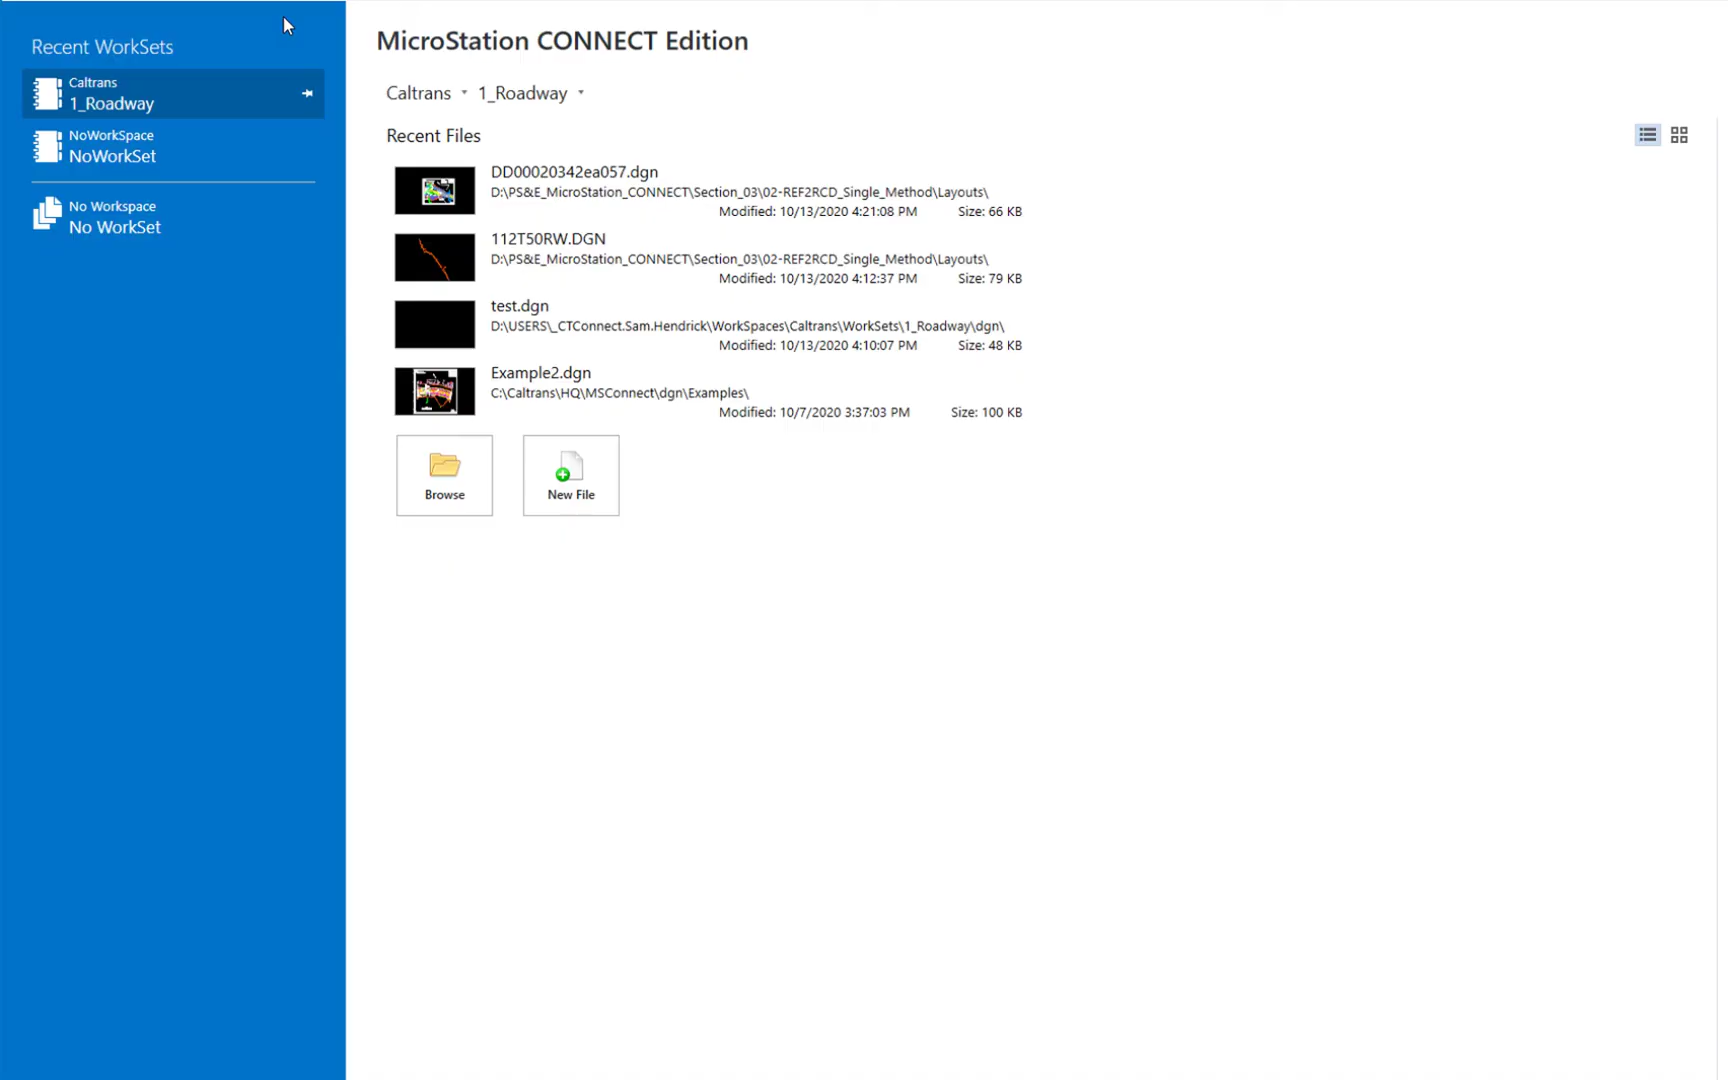 Recent WorkSets
Caltrans
1_Roadway
NoWorkSpace
NoWorkSet
No Workspace
No WorkSet
MicroStation CONNECT Edition
Caltrans 1_Roadway
Recent Files
DD00020342ea057.dgn
D:\PS&E_MicroStation_CONNECT\Section_03\02-REF2RCD_Single_Method\Layouts\
Modified: 10/13/2020 4:21:08 PM Size: 66 KB
112T50RW.DGN
D:\PS&E_MicroStation_CONNECT\Section_03\02-REF2RCD_Single_Method\Layouts\
Modified: 10/13/2020 4:12:37 PM Size: 79 KB
test.dgn
D:\USERS\_CTConnect.Sam.Hendrick\WorkSpaces\Caltrans\WorkSets\1_Roadway\dgn\
Modified: 10/13/2020 4:10:07 PM Size: 48 KB
Example2.dgn
C:\Caltrans\HQ\MSConnect\dgn\Examples\
Modified: 10/7/2020 3:37:03 PM Size: 100 KB
Browse New File